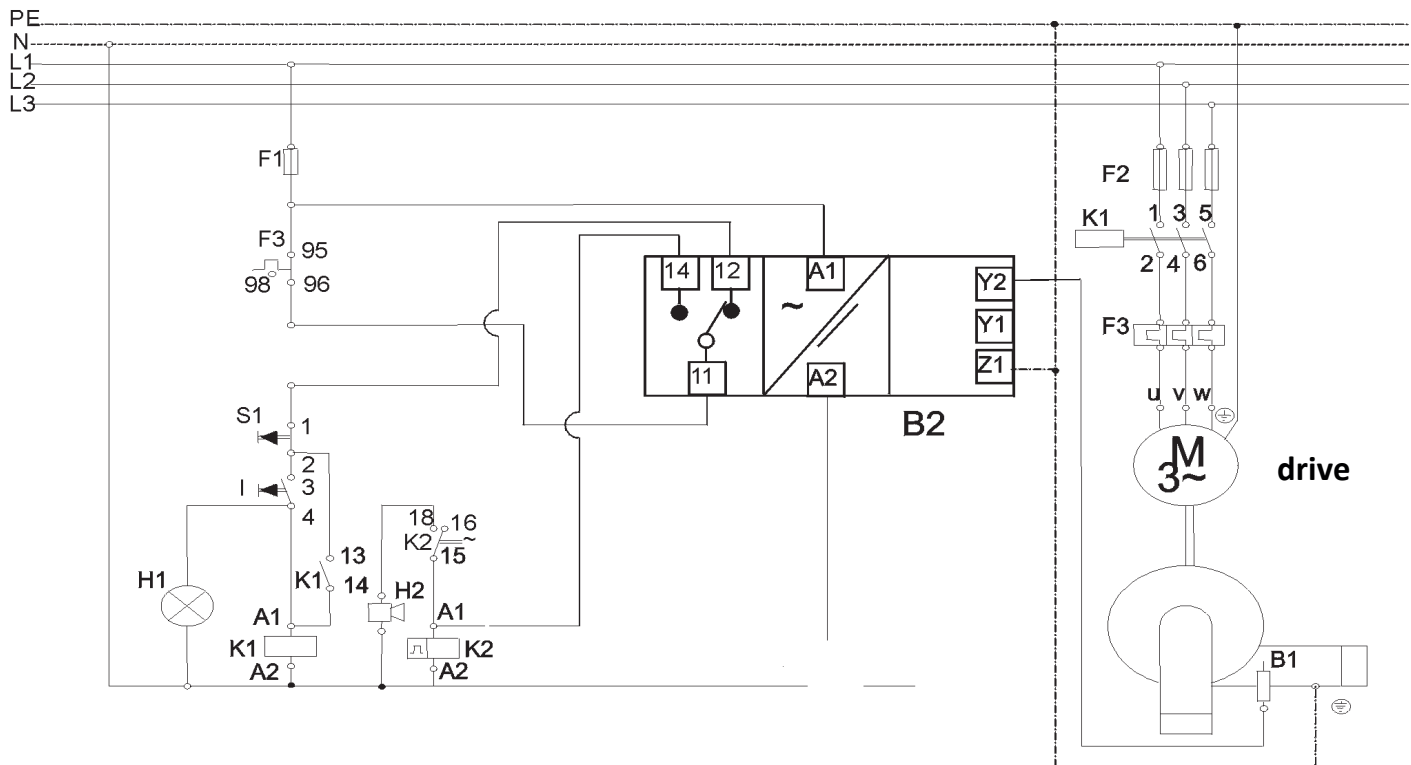 PE
N
L1
L2
L3
F1
F2
1 3 5
K1
F3 95
98 96
2 4 6
14 12 A1 Y2
~
Y1
F3
11 A2 Z1
B2
u v w
S1 1
2
M
3~
drive
I 3
4
18 16
K2 ~
15
13
K1 14
H1
H2
A1 A1
K1 K2
A2 A2
B1